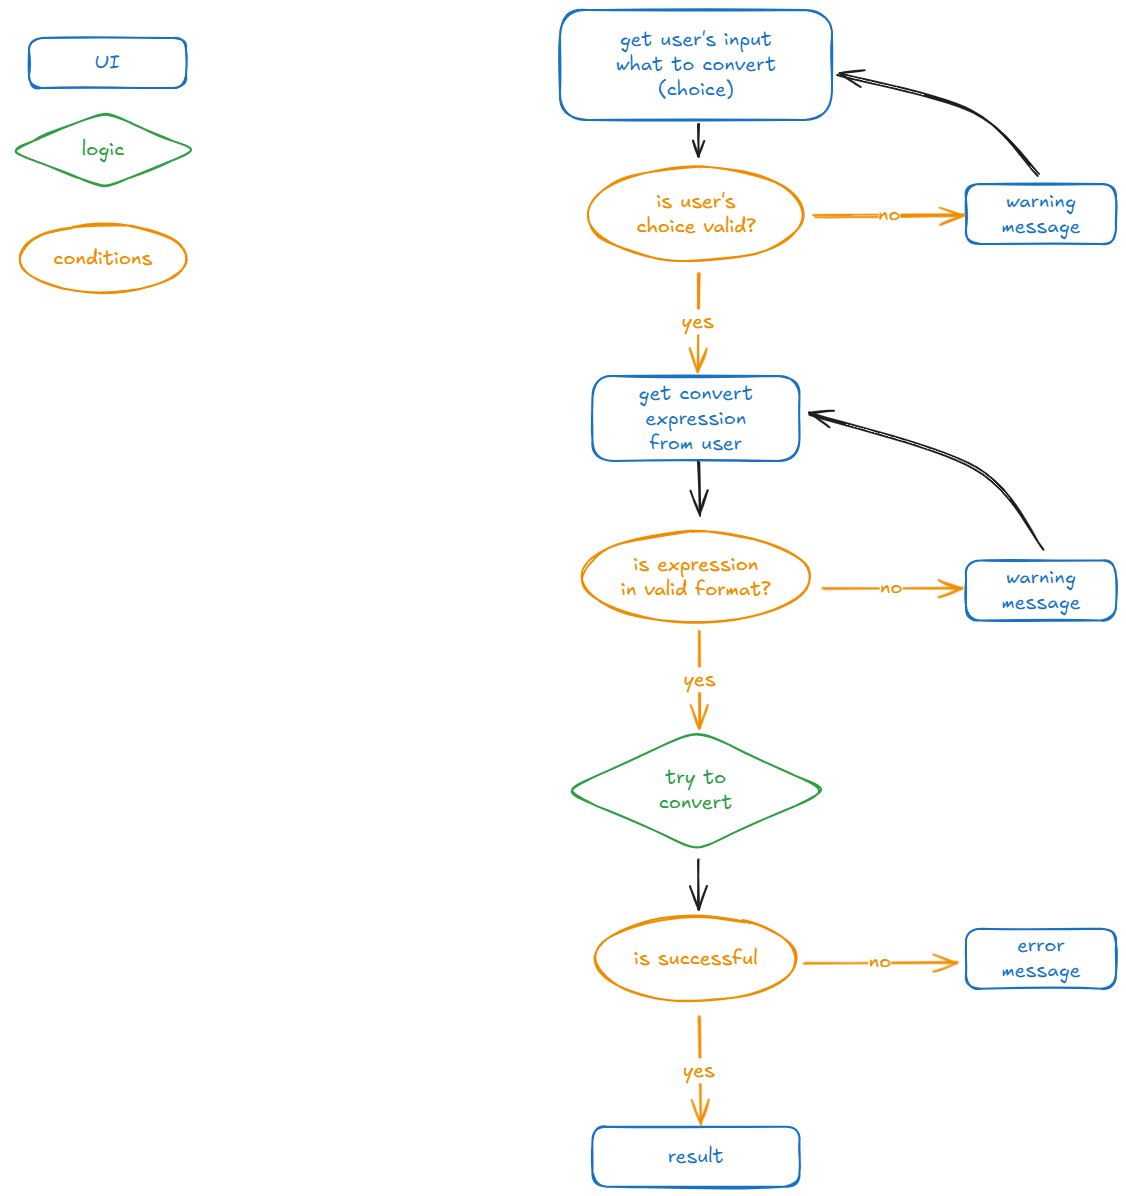 UI
logic
conditions
get user's input
what to convert
(choice)
is user's
choice valid?
no
warning
message
yes
get convert
expression
from user
is expression
in valid format?
no
warning
message
yes
try to
convert
is successful
no
error
message
yes
result